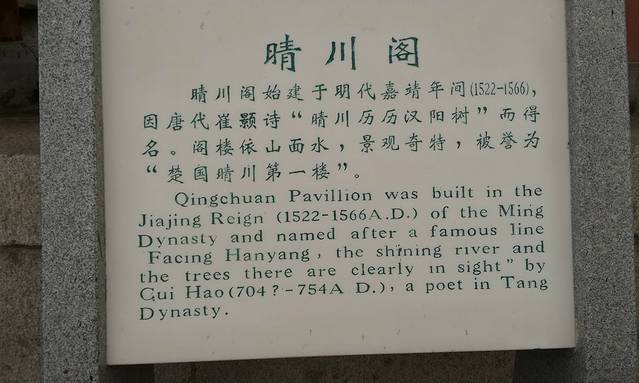 晴川阁
晴川阁始建于明代嘉靖年间(1522-1566),
因唐代崔颢诗“晴川历历汉阳树”而得
名。阁楼依山面水，景观奇特，被誉为
“楚国晴川第一楼”。
Qingchuan Pavillion was built in the
Jiajing Reign (1522-1566A.D.) of the Ming
Dynasty and named after a famous line
Facing Hanyang, the shining river and
the trees there are clearly in sight" by
Cui Hao(704?-754A D.), a poet in Tang
Dynasty.